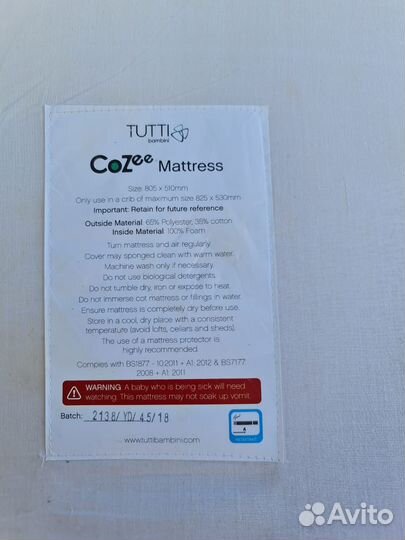 TUTTI
bambini
CoZee Mattress
Size: 805 x 510mm
Only use in a crib of maximum size 825 x 530mm
Important: Retain for future reference
Outside Material: 65% Polyester, 35% cotton
Inside Material: 100% Foam
Turn mattress and air regularly.
Cover may sponged clean with warm water.
Machine wash only if necessary.
Do not use biological detergents.
Do not tumble dry, iron or expose to heat.
Do not immerse cot mattress or fillings in water.
Ensure mattress is completely dry before use.
Store in a cool, dry place with a consistent
temperature (avoid lofts, cellars and sheds).
The use of a mattress protector is
highly recommended.
Complies with BS1877 - 10:2011 + A1: 2012 & BS7177:
2008 + A1: 2011
WARNING: A baby who is being sick will need
watching. This mattress may not soak up vomit.
Batch: 2138/YD/45/18
www.tuttibambini.com
Avito